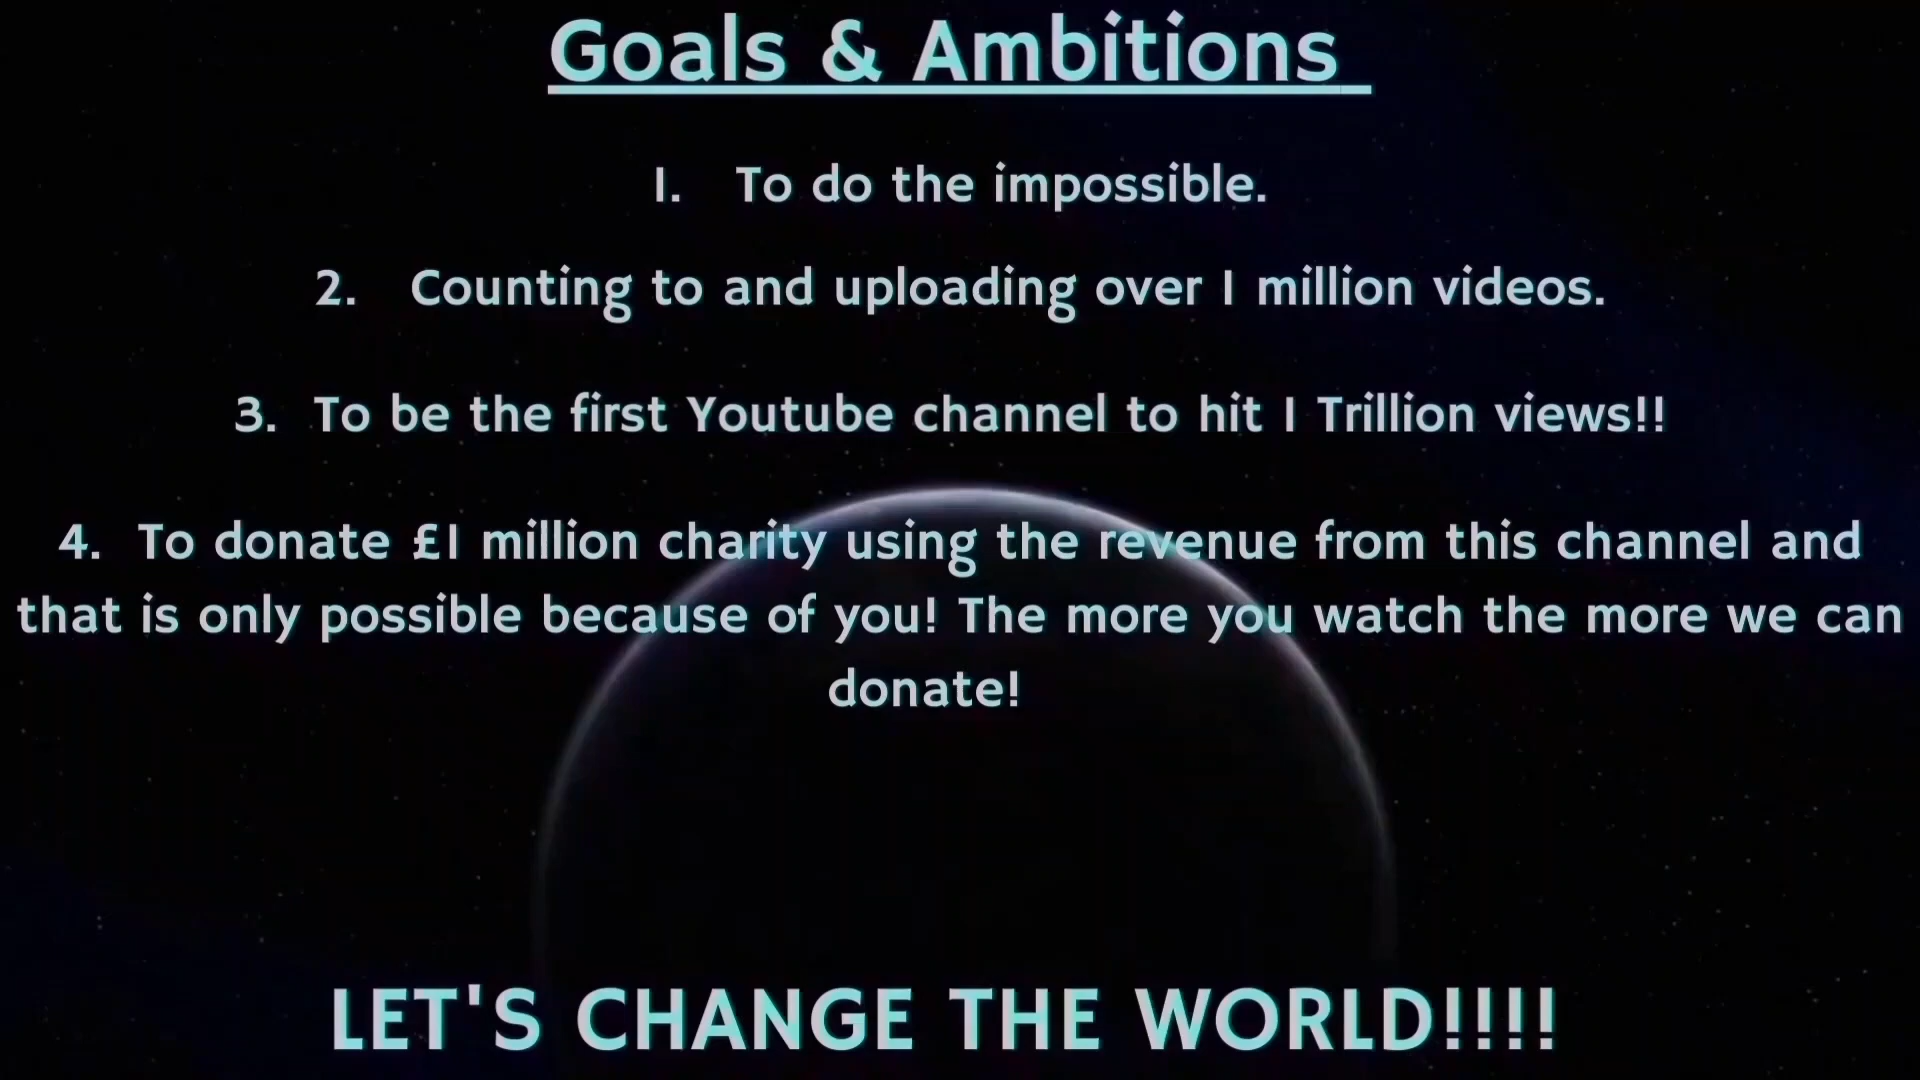 Goals & Ambitions
1. To do the impossible.
2. Counting to and uploading over 1 million videos.
3. To be the first Youtube channel to hit 1 Trillion views!!
4. To donate £1 million charity using the revenue from this channel and
that is only possible because of you! The more you watch the more we can
donate!
LET'S CHANGE THE WORLD!!!!